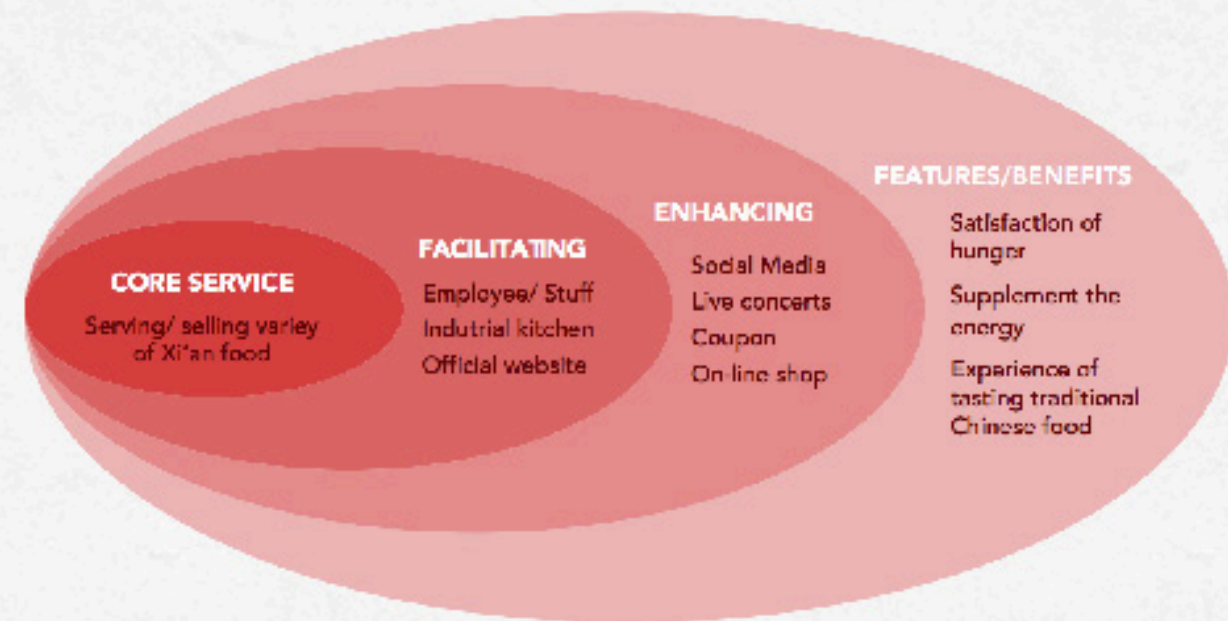 CORE SERVICE
Serving/ selling variey
of Xi'an food
FACILITATING
Employee/ Stuff
Indutrial kitchen
Official website
ENHANCING
Social Media
Live concerts
Coupon
On-line shop
FEATURES/BENEFITS
Satisfaction of
hunger
Supplement the
energy
Experience of
tasting traditional
Chinese food